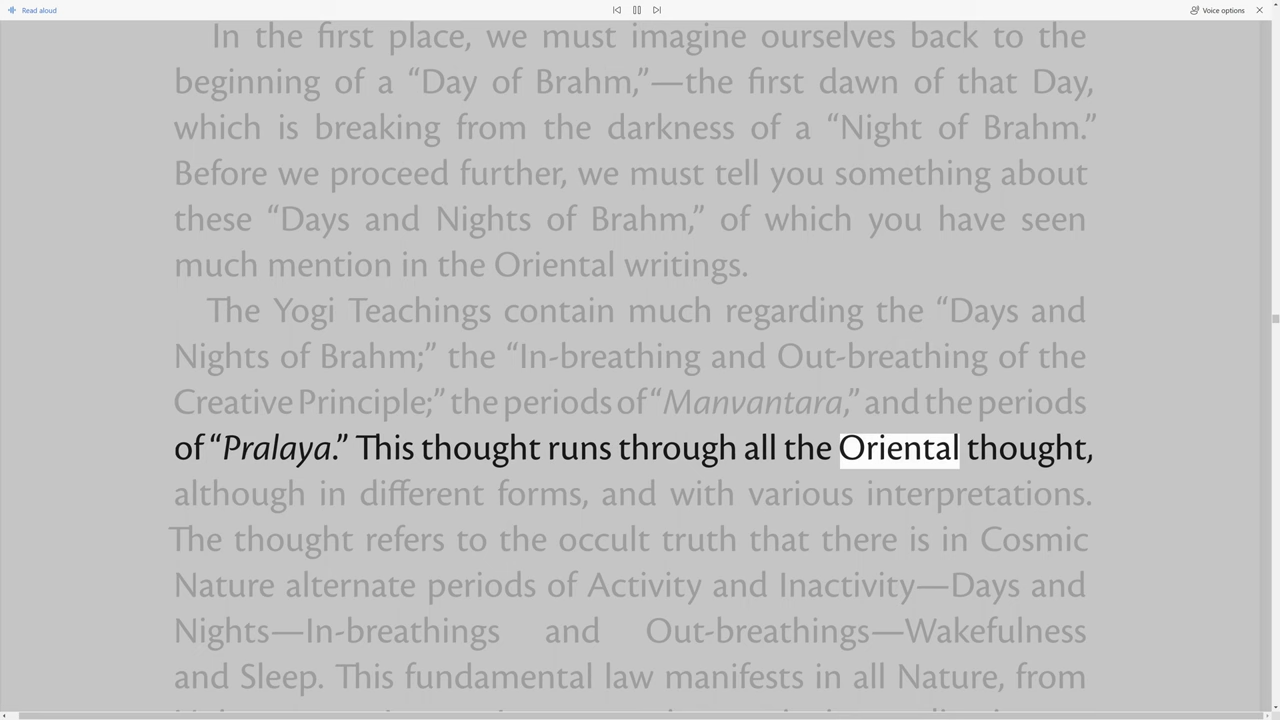 Read aloud
Voice options
In the first place, we must imagine ourselves back to the
beginning of a “Day of Brahm,”—the first dawn of that Day,
which is breaking from the darkness of a “Night of Brahm.”
Before we proceed further, we must tell you something about
these “Days and Nights of Brahm,” of which you have seen
much mention in the Oriental writings.
The Yogi Teachings contain much regarding the “Days and
Nights of Brahm;” the “In-breathing and Out-breathing of the
Creative Principle;” the periods of “Manvantara,” and the periods
of “Pralaya.” This thought runs through all the Oriental thought,
although in different forms, and with various interpretations.
The thought refers to the occult truth that there is in Cosmic
Nature alternate periods of Activity and Inactivity—Days and
Nights—In-breathings and Out-breathings—Wakefulness
and Sleep. This fundamental law manifests in all Nature, from